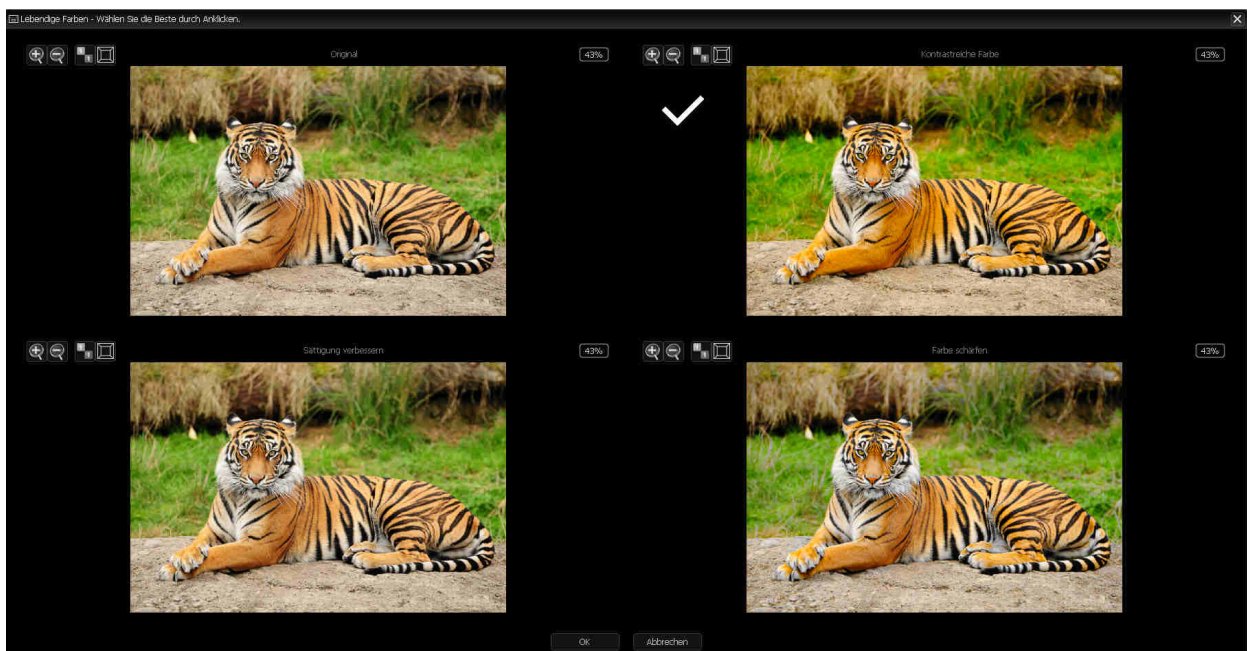 Lebendige Farben - Wählen Sie die Beste durch Anklicken.
Original
43%
Kontrastreiche Farbe
43%
Sättigung verbessern
43%
Farbe schärfen
43%
OK
Abbrechen